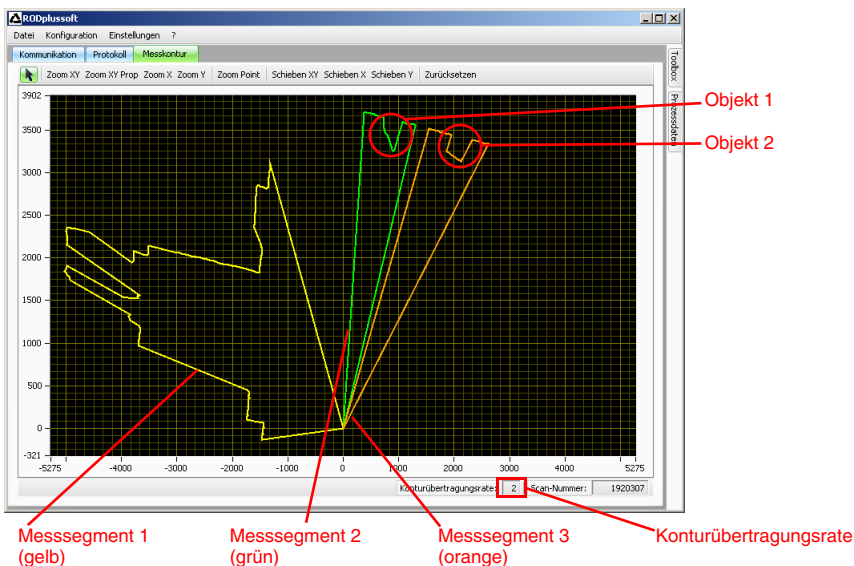 RODplussoft
Datei Konfiguration Einstellungen ?
Kommunikation Protokoll Messkontur
Zoom XY Zoom XY Prop Zoom X Zoom Y Zoom Point Schieben XY Schieben X Schieben Y Zurücksetzen
Toolbox
Prozessdaten
3902
3500
3000
2500
2000
1500
1000
500
0
-321
-5275 -4000 -3000 -2000 -1000 0 1000 2000 3000 4000 5275
Konturübertragungsrate: 2 Scan-Nummer: 1920307
Objekt 1
Objekt 2
Messsegment 1
(gelb)
Messsegment 2
(grün)
Messsegment 3
(orange)
Konturübertragungsrate